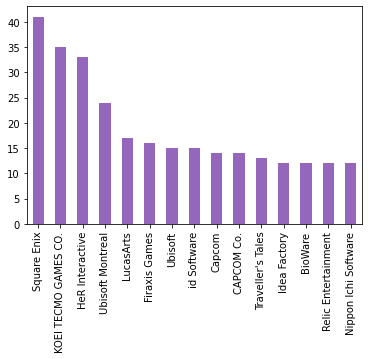 40
35
30
25
20
15
10
5
0
Square Enix
KOEI TECMO GAMES CO.
HeR Interactive
Ubisoft Montreal
LucasArts
Firaxis Games
Ubisoft
id Software
Capcom
CAPCOM Co.
Traveller's Tales
Idea Factory
BioWare
Relic Entertainment
Nippon Ichi Software